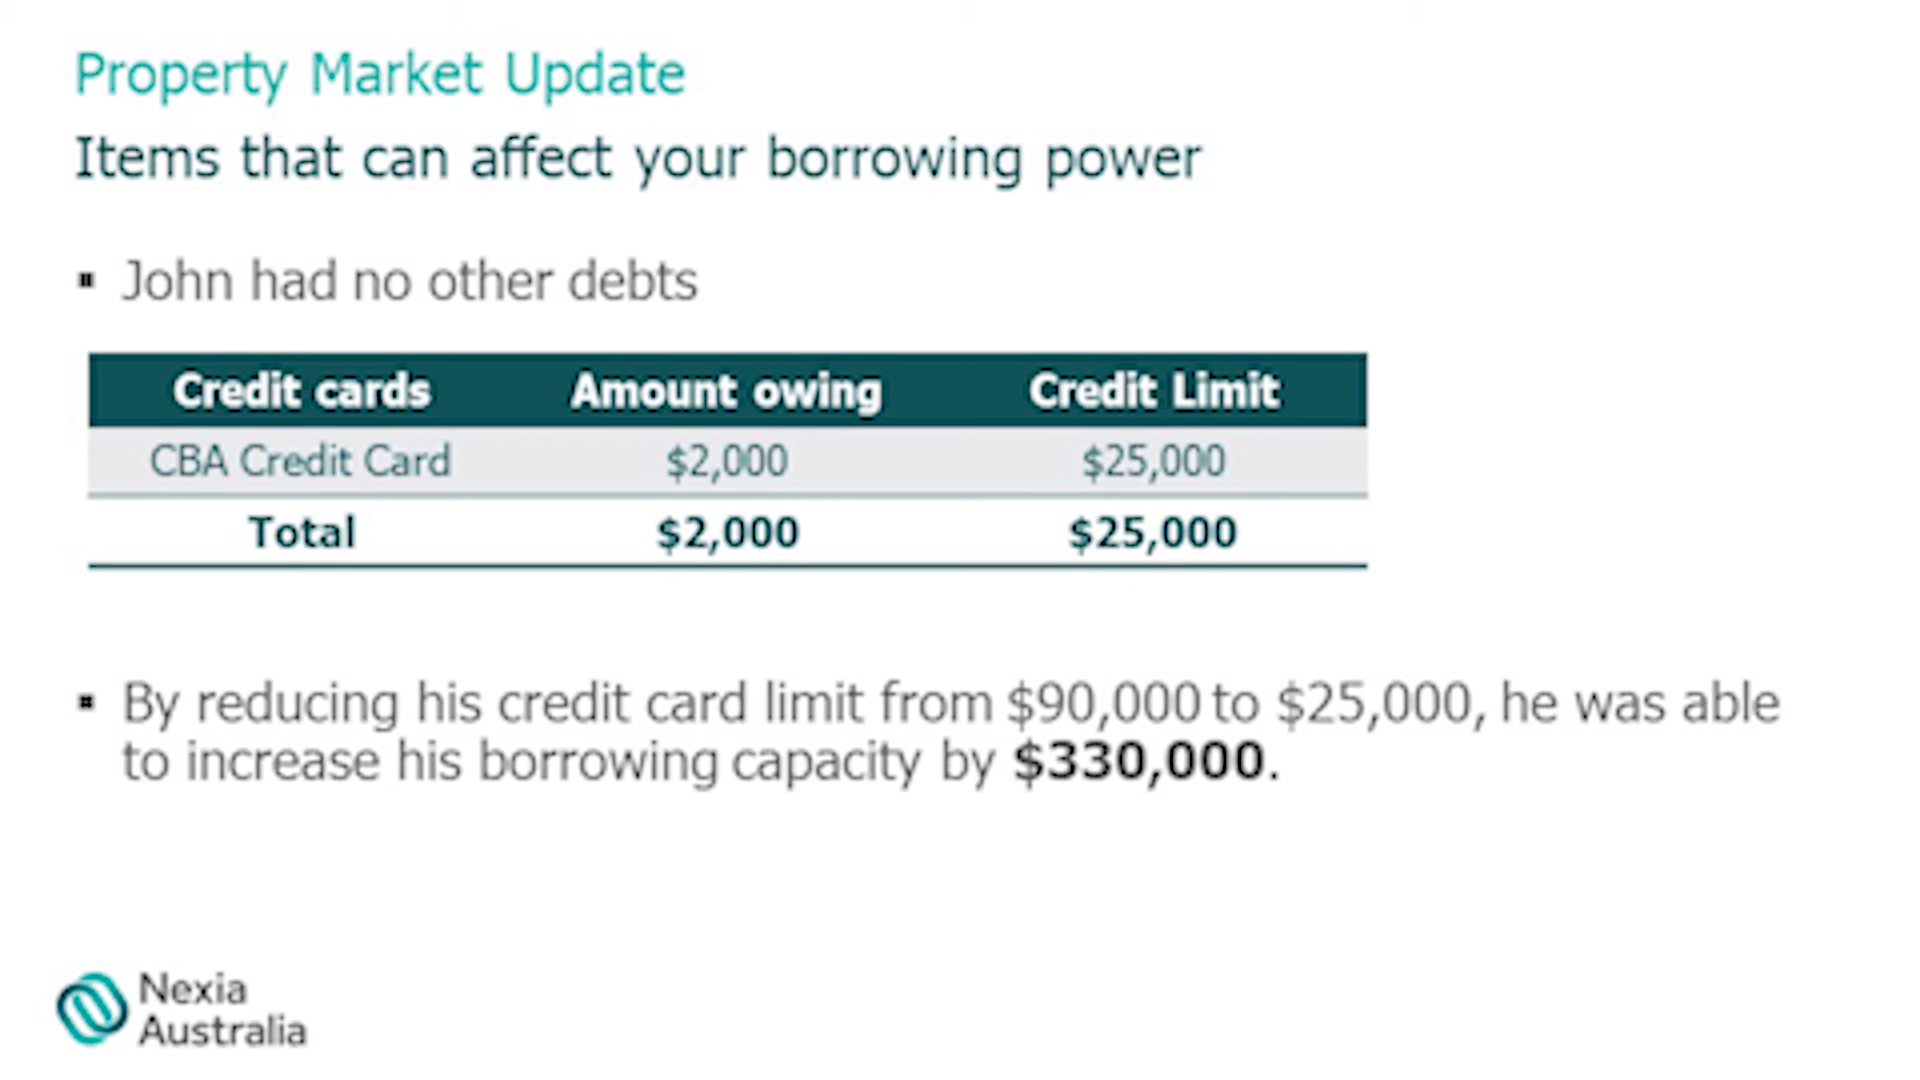 Property Market Update
Items that can affect your borrowing power
▪ John had no other debts
Credit cards Amount owing Credit Limit
CBA Credit Card $2,000 $25,000
Total $2,000 $25,000
▪ By reducing his credit card limit from $90,000 to $25,000, he was able
to increase his borrowing capacity by $330,000.
Nexia
Australia